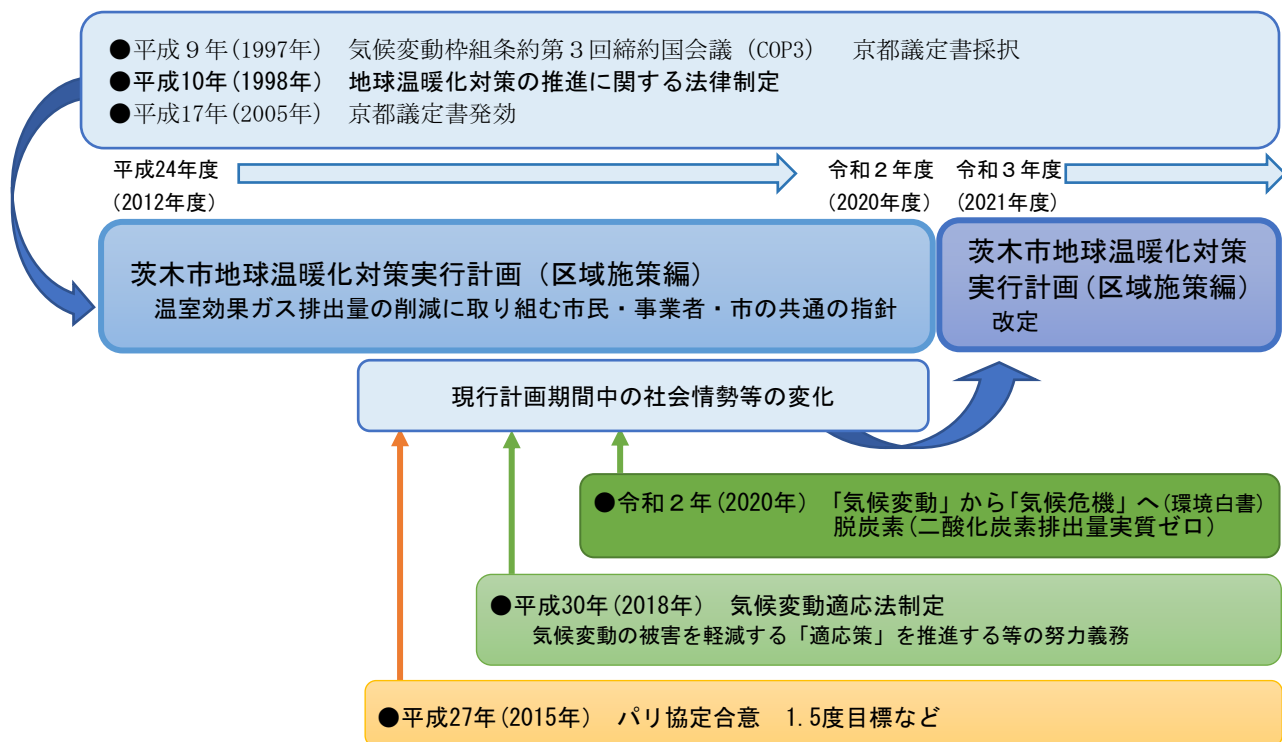 ●平成９年(1997年)　気候変動枠組条約第３回締約国会議（COP3）　京都議定書採択
●平成10年(1998年)　地球温暖化対策の推進に関する法律制定
●平成17年(2005年)　京都議定書発効
平成24年度
(2012年度)
令和２年度
(2020年度)
令和３年度
(2021年度)
茨木市地球温暖化対策実行計画（区域施策編）
温室効果ガス排出量の削減に取り組む市民・事業者・市の共通の指針
茨木市地球温暖化対策
実行計画(区域施策編)
改定
現行計画期間中の社会情勢等の変化
●令和２年(2020年)　「気候変動」から「気候危機」へ(環境白書)
脱炭素(二酸化炭素排出量実質ゼロ)
●平成30年(2018年)　気候変動適応法制定
気候変動の被害を軽減する「適応策」を推進する等の努力義務
●平成27年(2015年)　パリ協定合意　1.5度目標など